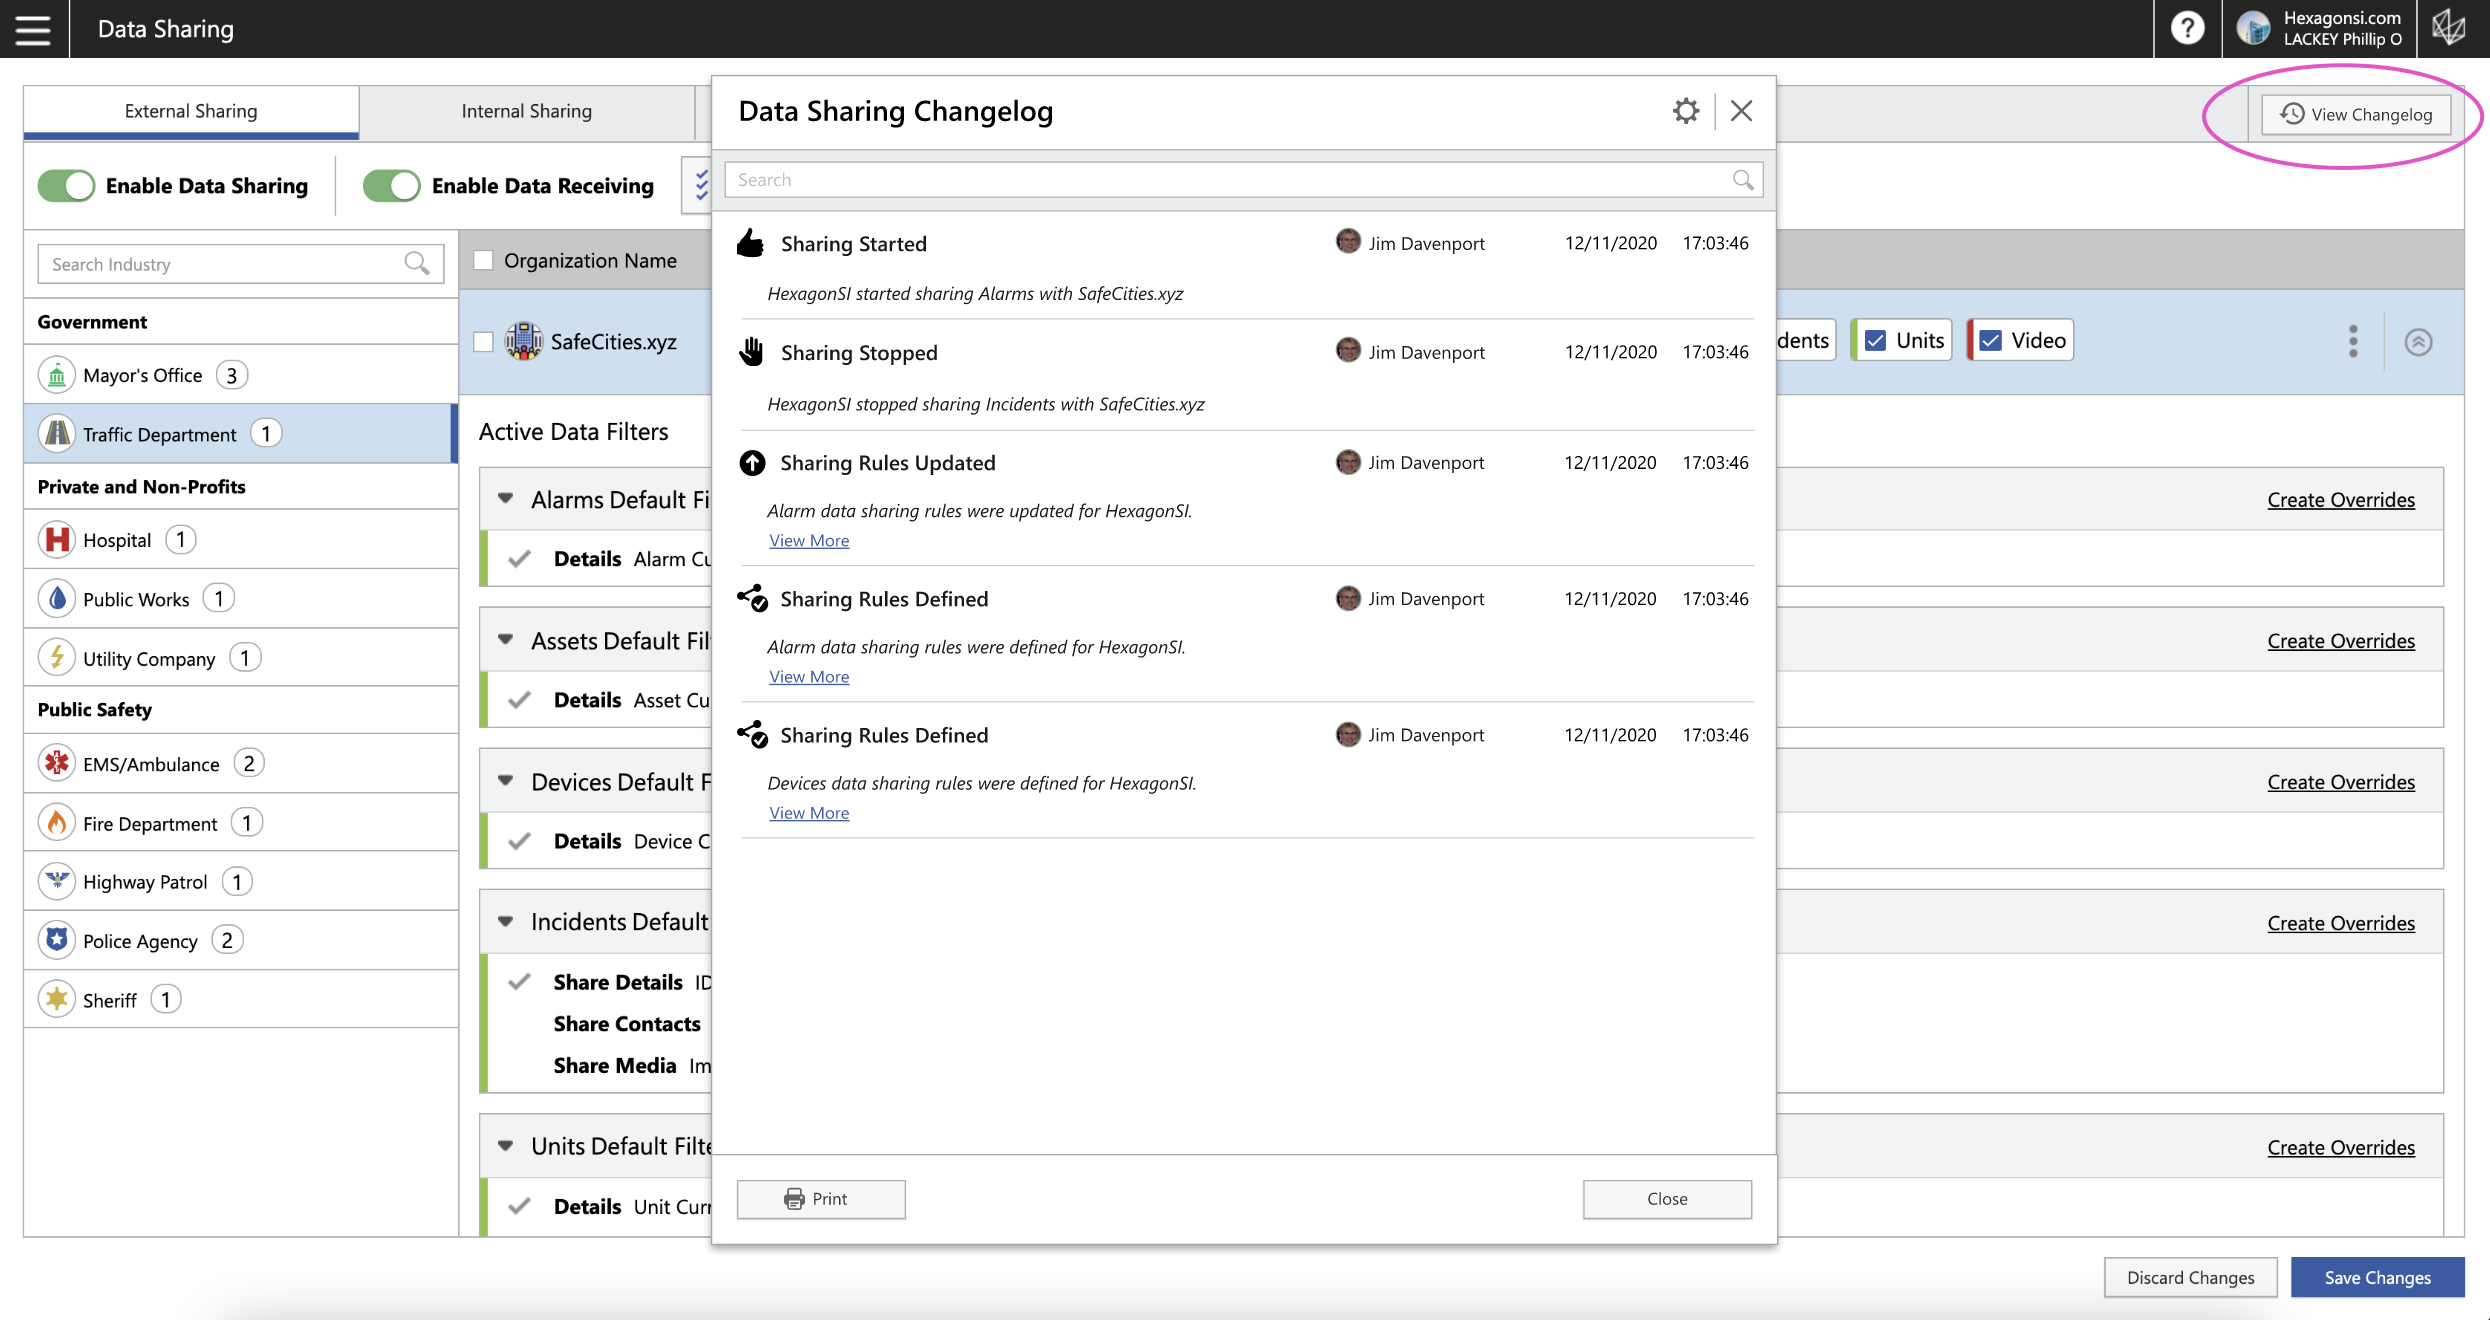 Data Sharing
?
Hexagonsi.com
LACKEY Phillip O
External Sharing
Internal Sharing
View Changelog
Enable Data Sharing
Enable Data Receiving
Search Industry
Government
Mayor's Office 3
Traffic Department 1
Private and Non-Profits
H Hospital 1
Public Works 1
Utility Company 1
Public Safety
EMS/Ambulance 2
Fire Department 1
Highway Patrol 1
Police Agency 2
Sheriff 1
Organization Name
SafeCities.xyz
dents
Units
Video
Active Data Filters
Alarms Default Fi
Create Overrides
Details Alarm Cu
Assets Default Fil
Create Overrides
Details Asset Cu
Devices Default F
Create Overrides
Details Device C
Incidents Default
Create Overrides
Share Details ID
Share Contacts
Share Media Im
Units Default Filte
Create Overrides
Details Unit Curr
Data Sharing Changelog
Search
Sharing Started Jim Davenport 12/11/2020 17:03:46
HexagonSI started sharing Alarms with SafeCities.xyz
Sharing Stopped Jim Davenport 12/11/2020 17:03:46
HexagonSI stopped sharing Incidents with SafeCities.xyz
Sharing Rules Updated Jim Davenport 12/11/2020 17:03:46
Alarm data sharing rules were updated for HexagonSI.
View More
Sharing Rules Defined Jim Davenport 12/11/2020 17:03:46
Alarm data sharing rules were defined for HexagonSI.
View More
Sharing Rules Defined Jim Davenport 12/11/2020 17:03:46
Devices data sharing rules were defined for HexagonSI.
View More
Print
Close
Discard Changes
Save Changes